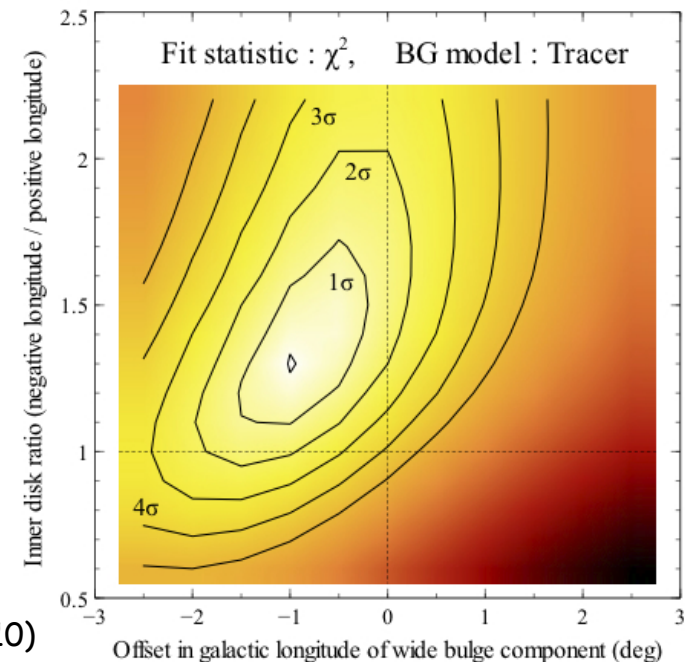 Fit statistic : χ², BG model : Tracer
Inner disk ratio (negative longitude / positive longitude)
2.5
2
1.5
1
0.5
3σ
2σ
1σ
4σ
−3 −2 −1 0 1 2 3
Offset in galactic longitude of wide bulge component (deg)